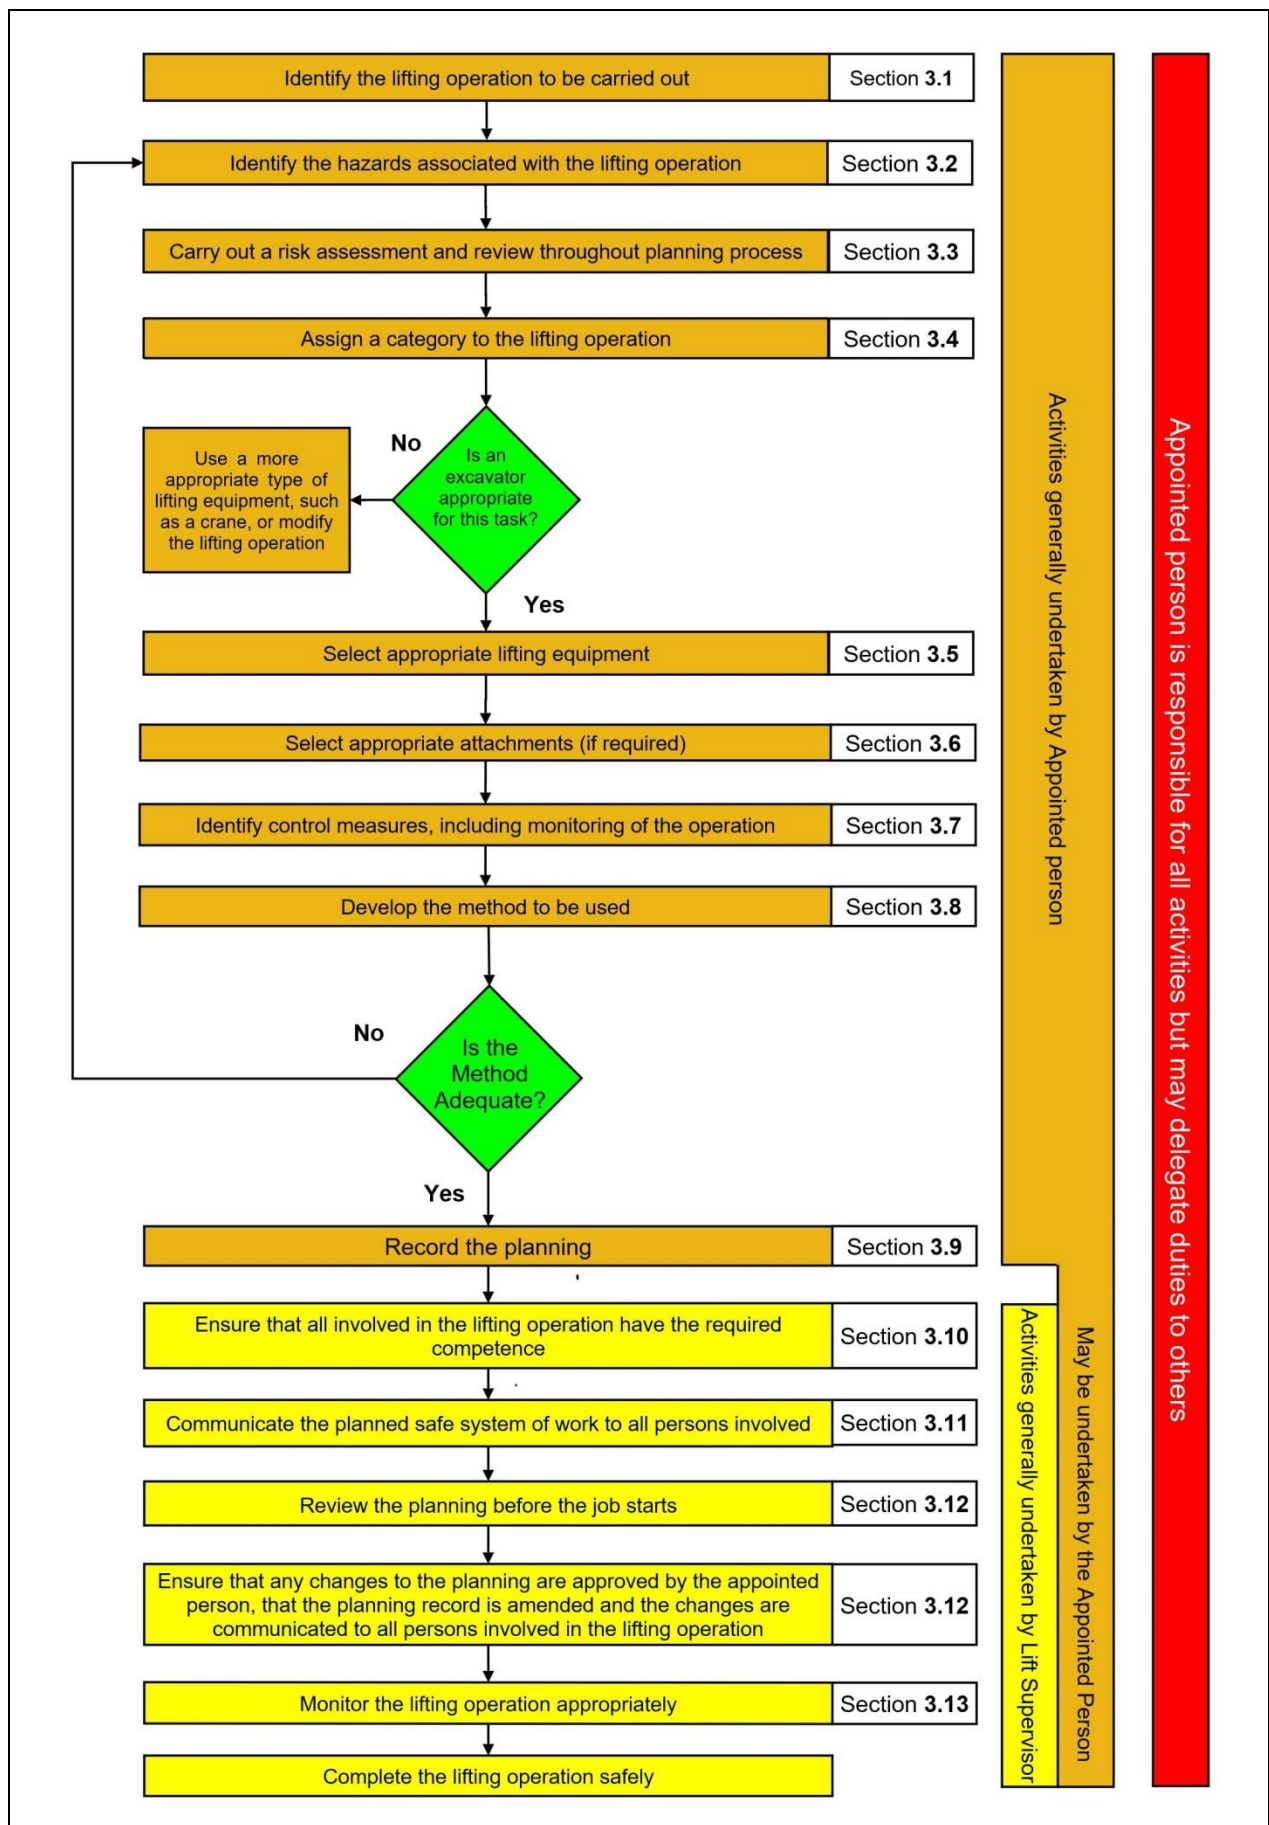 Identify the lifting operation to be carried out
Section 3.1
Identify the hazards associated with the lifting operation
Section 3.2
Carry out a risk assessment and review throughout planning process
Section 3.3
Assign a category to the lifting operation
Section 3.4
No
Is an
excavator
appropriate
for this task?
Use a more
appropriate type of
lifting equipment, such
as a crane, or modify
the lifting operation
Yes
Select appropriate lifting equipment
Section 3.5
Select appropriate attachments (if required)
Section 3.6
Identify control measures, including monitoring of the operation
Section 3.7
Develop the method to be used
Section 3.8
No
Is the
Method
Adequate?
Yes
Record the planning
Section 3.9
Ensure that all involved in the lifting operation have the required
competence
Section 3.10
Communicate the planned safe system of work to all persons involved
Section 3.11
Review the planning before the job starts
Section 3.12
Ensure that any changes to the planning are approved by the appointed
person, that the planning record is amended and the changes are
communicated to all persons involved in the lifting operation
Section 3.12
Monitor the lifting operation appropriately
Section 3.13
Complete the lifting operation safely
Activities generally undertaken by Appointed person
Activities generally undertaken by Lift Supervisor
May be undertaken by the Appointed Person
Appointed person is responsible for all activities but may delegate duties to others